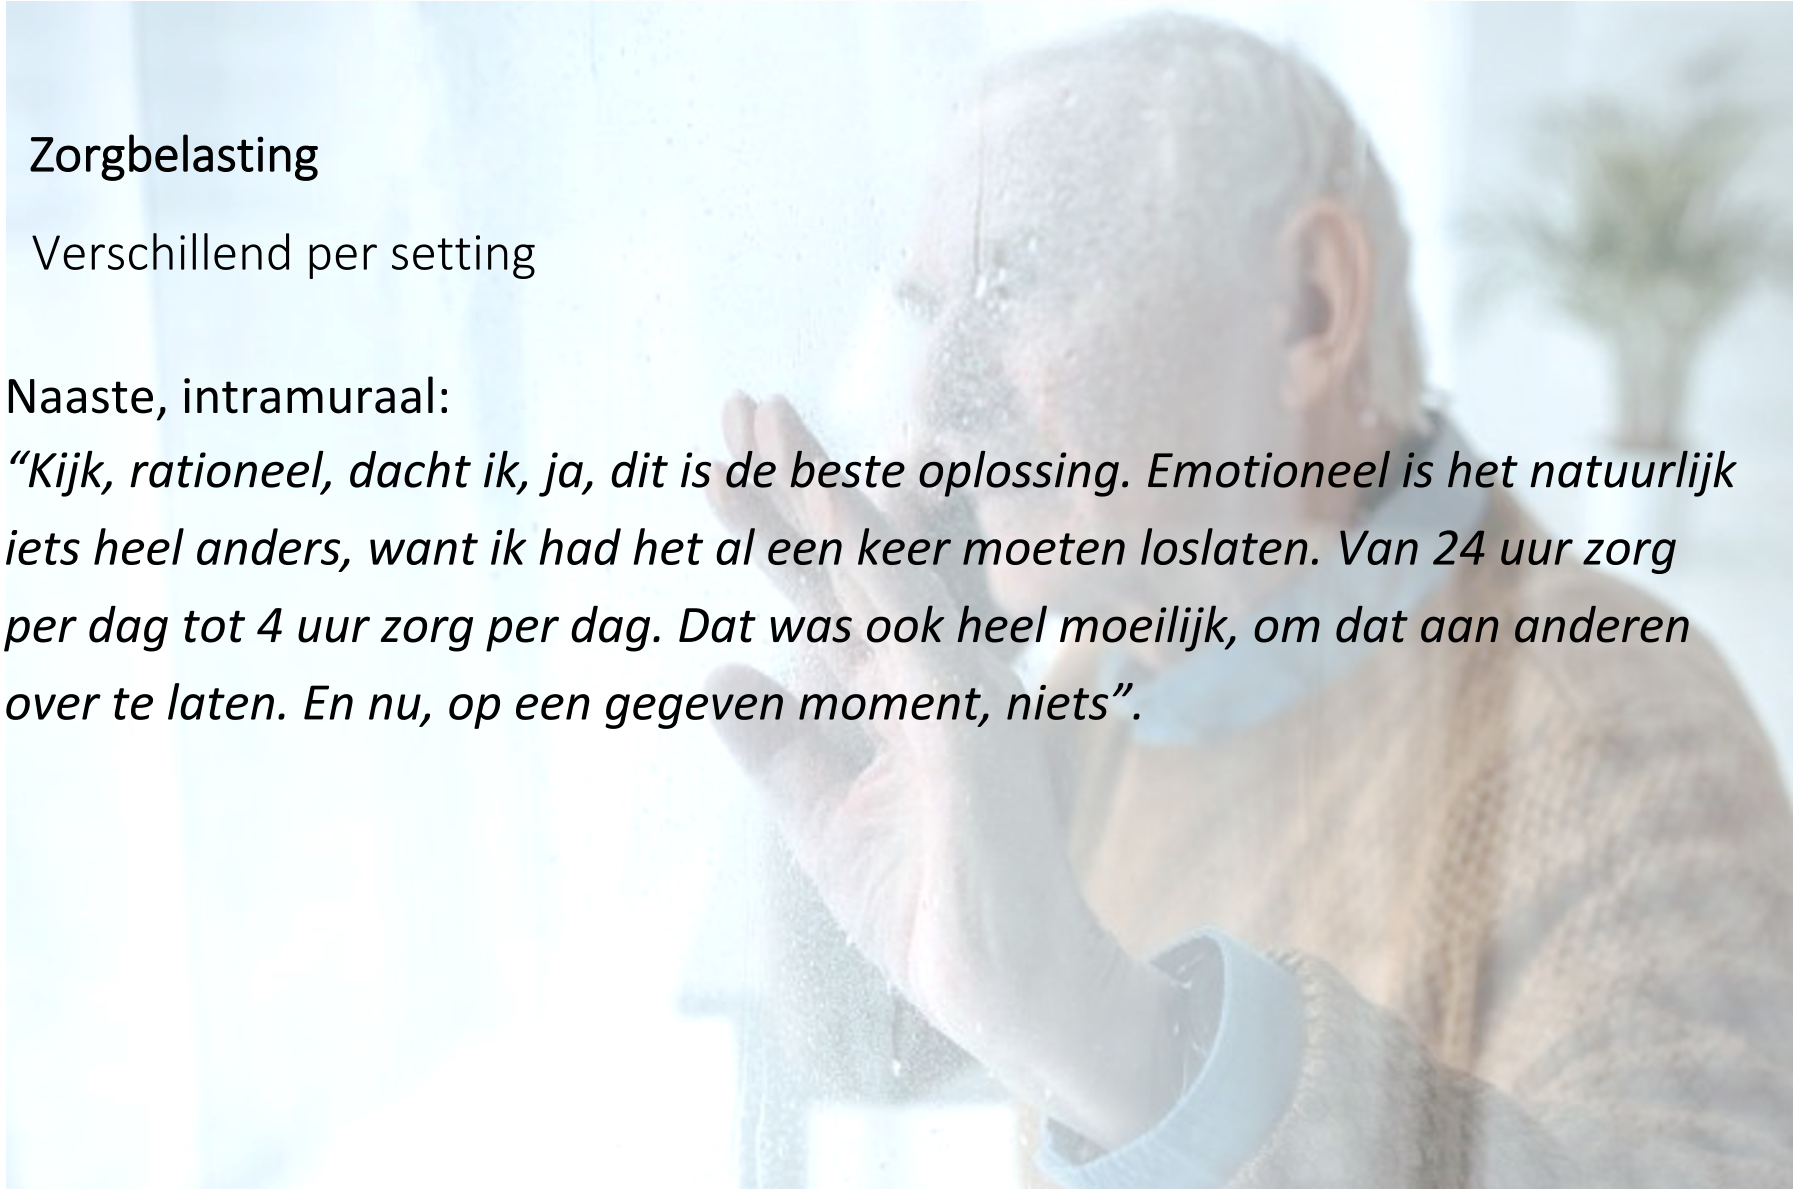 Zorgbelasting
Verschillend per setting
Naaste, intramuraal:
“Kijk, rationeel, dacht ik, ja, dit is de beste oplossing. Emotioneel is het natuurlijk
iets heel anders, want ik had het al een keer moeten loslaten. Van 24 uur zorg
per dag tot 4 uur zorg per dag. Dat was ook heel moeilijk, om dat aan anderen
over te laten. En nu, op een gegeven moment, niets”.